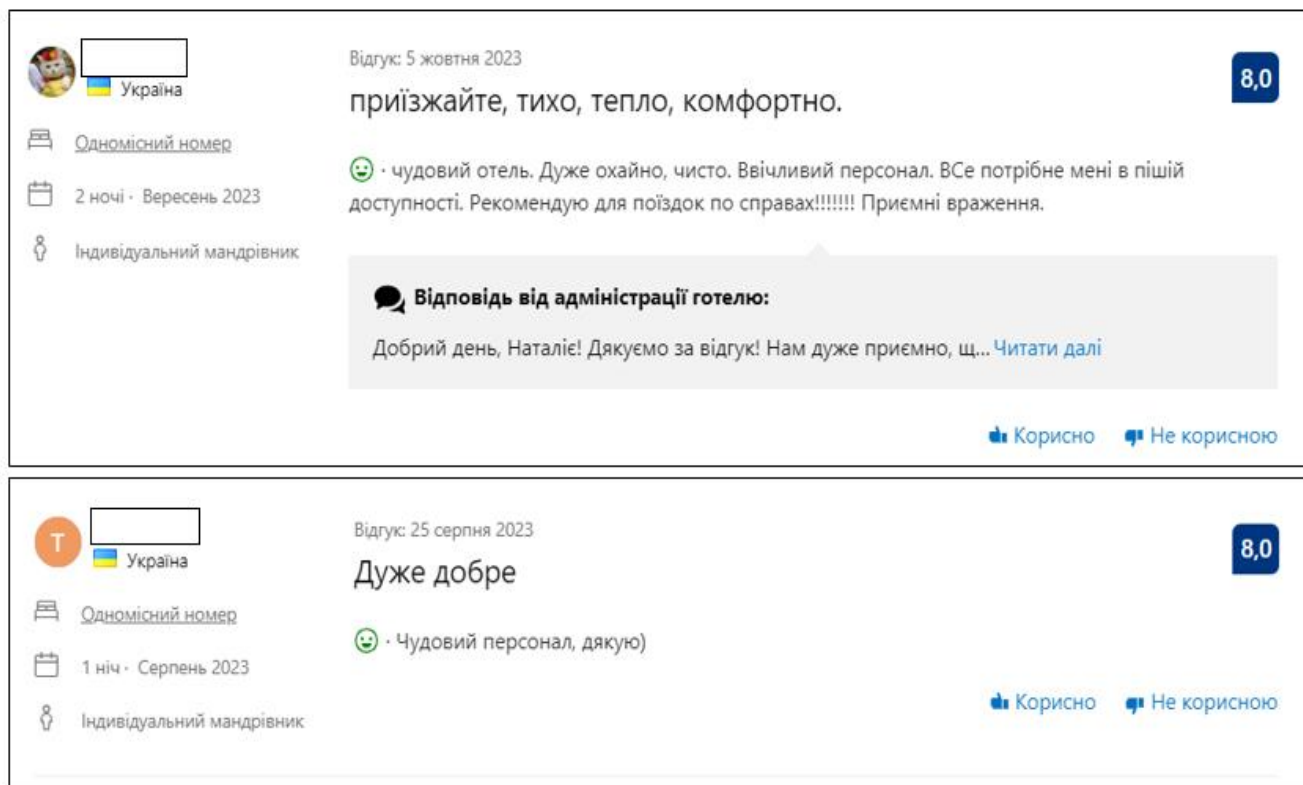 Відгук: 5 жовтня 2023
8,0
Україна
приїзжайте, тихо, тепло, комфортно.
Одномісний номер
2 ночі · Вересень 2023
Індивідуальний мандрівник
· чудовий отель. Дуже охайно, чисто. Ввічливий персонал. ВСе потрібне мені в пішій
доступності. Рекомендую для поїздок по справах!!!!!!! Приємні враження.
Відповідь від адміністрації готелю:
Добрий день, Наталіє! Дякуємо за відгук! Нам дуже приємно, щ... Читати далі
Корисно Не корисною
Т
Україна
Відгук: 25 серпня 2023
8,0
Дуже добре
Одномісний номер
1 ніч · Серпень 2023
Індивідуальний мандрівник
· Чудовий персонал, дякую)
Корисно Не корисною